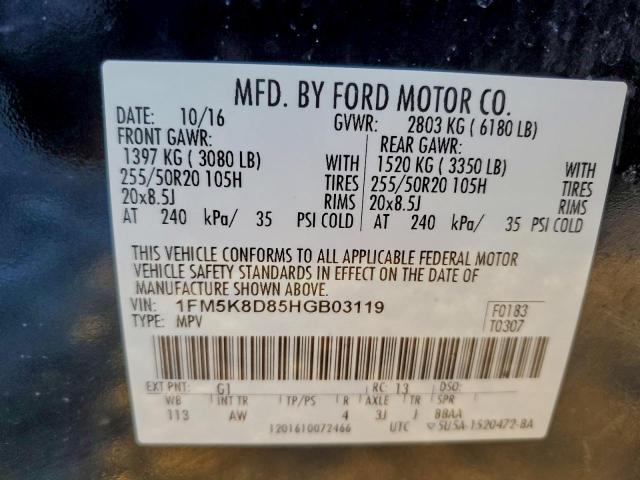 MFD. BY FORD MOTOR CO.
DATE: 10/16 GVWR: 2803 KG ( 6180 LB)
FRONT GAWR: REAR GAWR:
1397 KG ( 3080 LB) WITH 1520 KG ( 3350 LB) WITH
255/50R20 105H TIRES 255/50R20 105H TIRES
20x8.5J RIMS 20x8.5J RIMS
AT 240 kPa/ 35 PSI COLD AT 240 kPa/ 35 PSI COLD
THIS VEHICLE CONFORMS TO ALL APPLICABLE FEDERAL MOTOR
VEHICLE SAFETY STANDARDS IN EFFECT ON THE DATE OF
MANUFACTURE SHOWN ABOVE.
VIN: 1FM5K8D85HGB03119 F0183
TYPE: MPV T0307
EXT PNT: G1 RC: 13 DSO:
WB INT TR TP/PS R AXLE TR SPR
113 AW 4 3J J BBAA
1201610072466 UTC 5U5A-1520472-BA